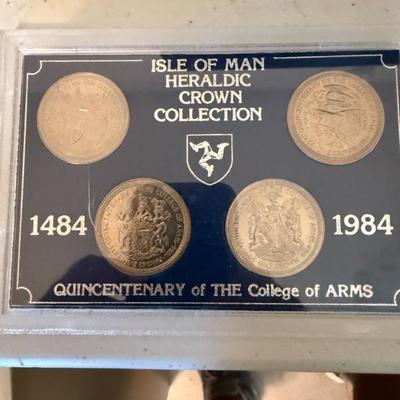 ISLE OF MAN
HERALDIC
CROWN
COLLECTION
1484
1984
QUINCENTENARY of THE College of ARMS